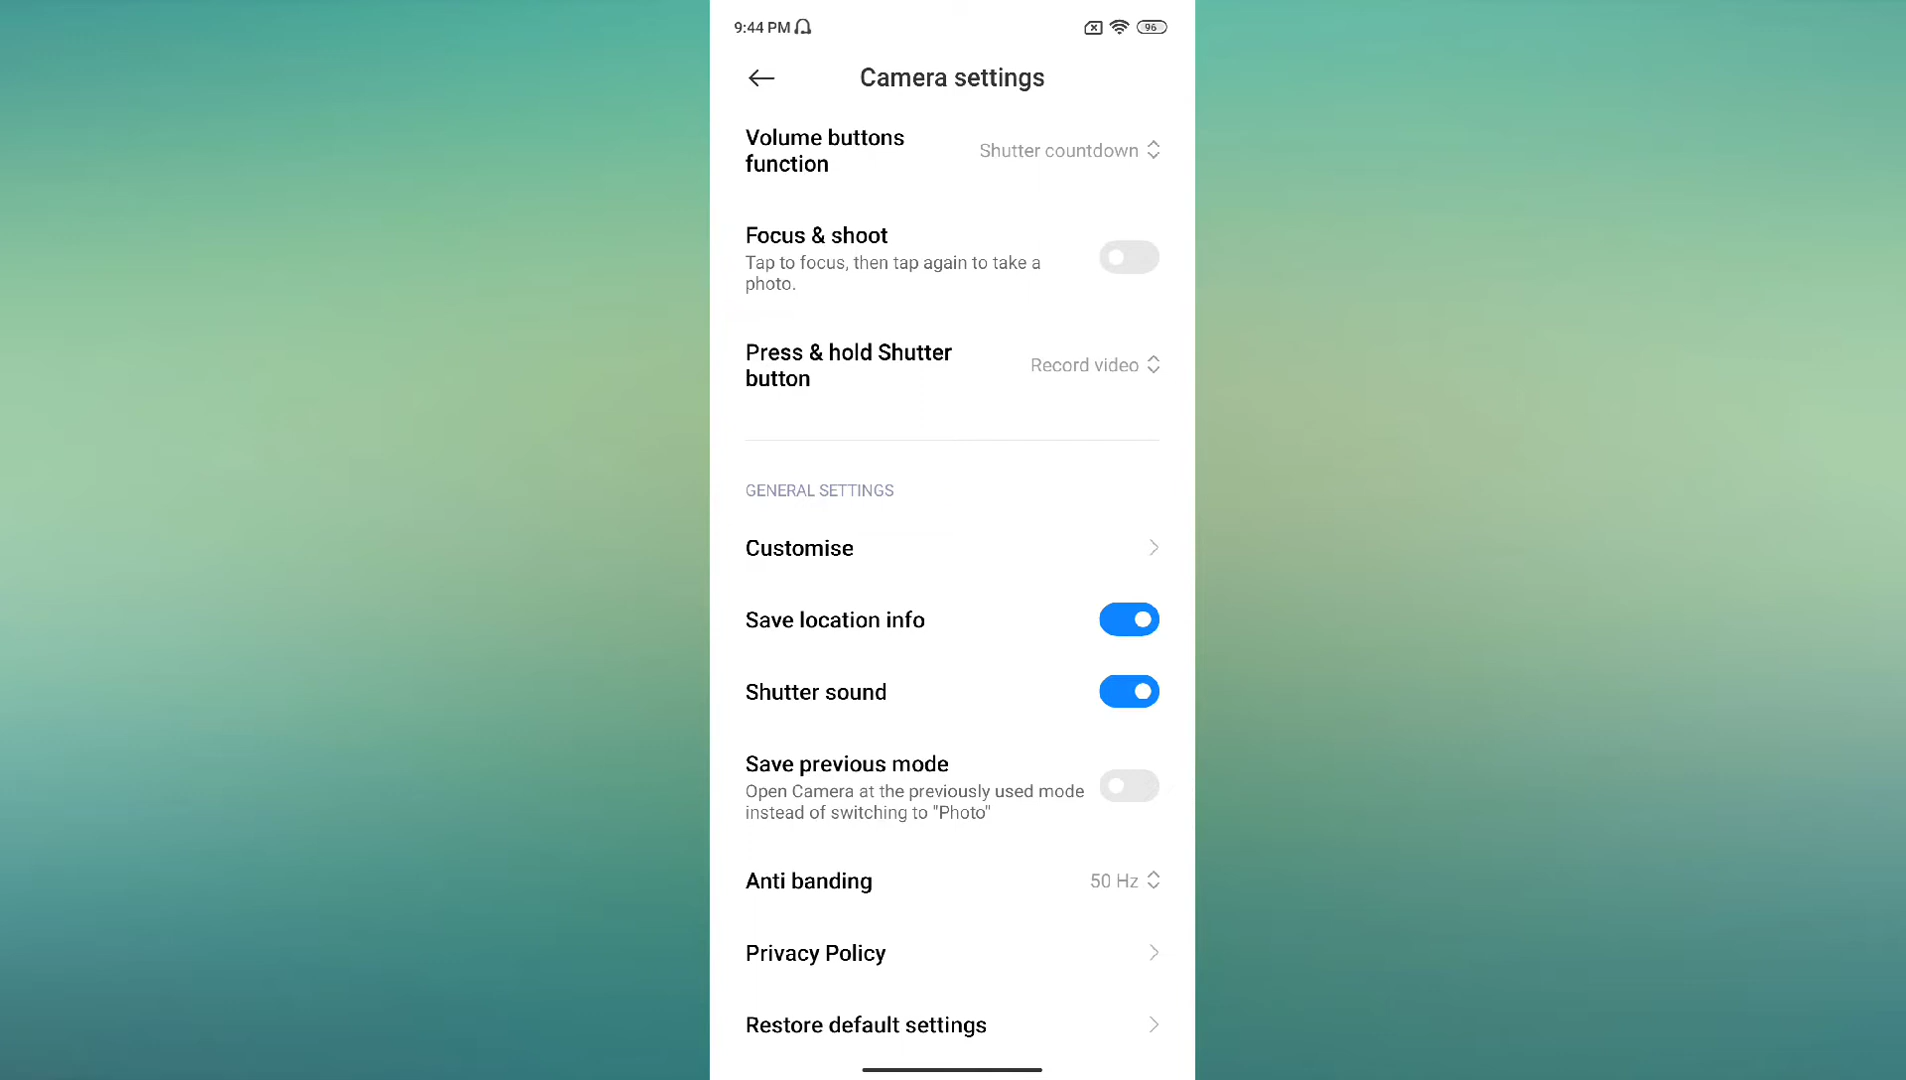 9:44 PM
96
Camera settings
Volume buttons
function
Shutter countdown
Focus & shoot
Tap to focus, then tap again to take a
photo.
Press & hold Shutter
button
Record video
GENERAL SETTINGS
Customise
Save location info
Shutter sound
Save previous mode
Open Camera at the previously used mode
instead of switching to "Photo"
Anti banding
50 Hz
Privacy Policy
Restore default settings